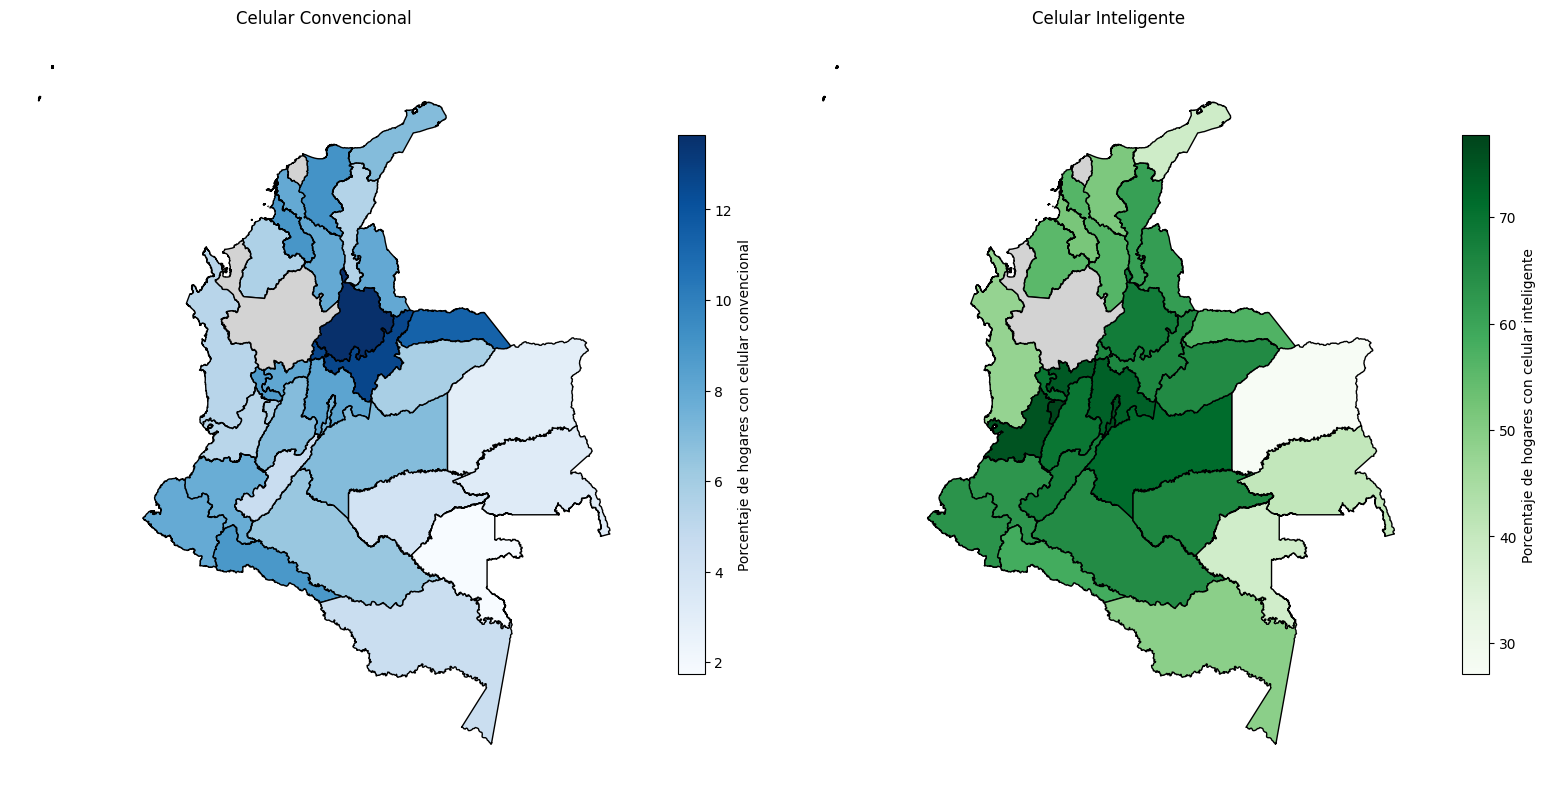 Celular Convencional
12
10
8
6
4
2
Porcentaje de hogares con celular convencional
Celular Inteligente
70
60
50
40
30
Porcentaje de hogares con celular inteligente